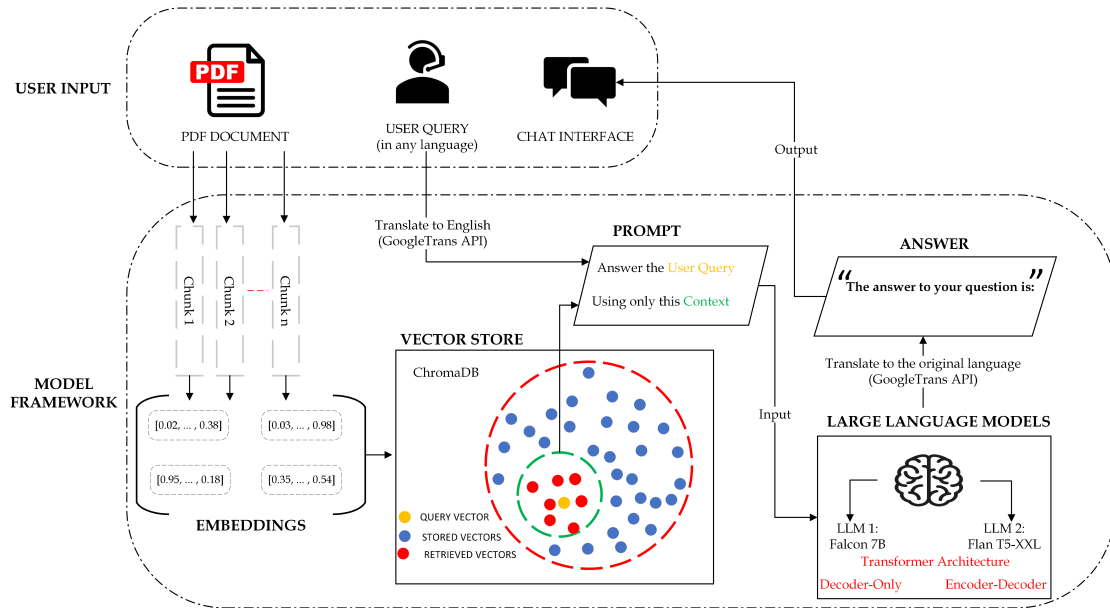 PDF
USER INPUT
PDF DOCUMENT
USER QUERY
(in any language)
CHAT INTERFACE
Output
Translate to English
(GoogleTrans API)
PROMPT
Answer the User Query
Using only this Context
ANSWER
“The answer to your question is:”
Chunk 1
Chunk 2
Chunk n
VECTOR STORE
ChromaDB
Translate to the original language
(GoogleTrans API)
MODEL
FRAMEWORK
[0.02, ... , 0.38]
[0.03, ... , 0.98]
[0.95, ... , 0.18]
[0.35, ... , 0.54]
EMBEDDINGS
QUERY VECTOR
STORED VECTORS
RETRIEVED VECTORS
Input
LARGE LANGUAGE MODELS
LLM 1:
Falcon 7B
LLM 2:
Flan T5-XXL
Transformer Architecture
Decoder-Only
Encoder-Decoder